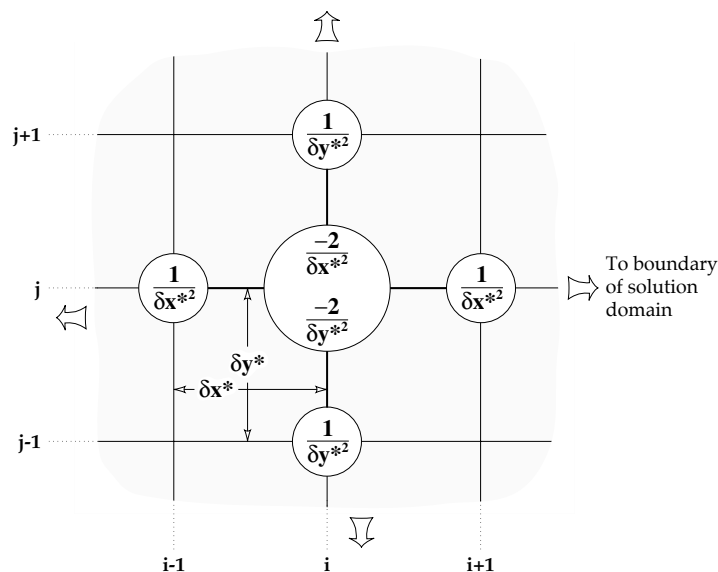 j+1
1
δy*²
−2
δx*²
j
1
δx*²
1
δx*²
To boundary
of solution
domain
−2
δy*²
δy*
δx*
j-1
1
δy*²
i-1
i
i+1